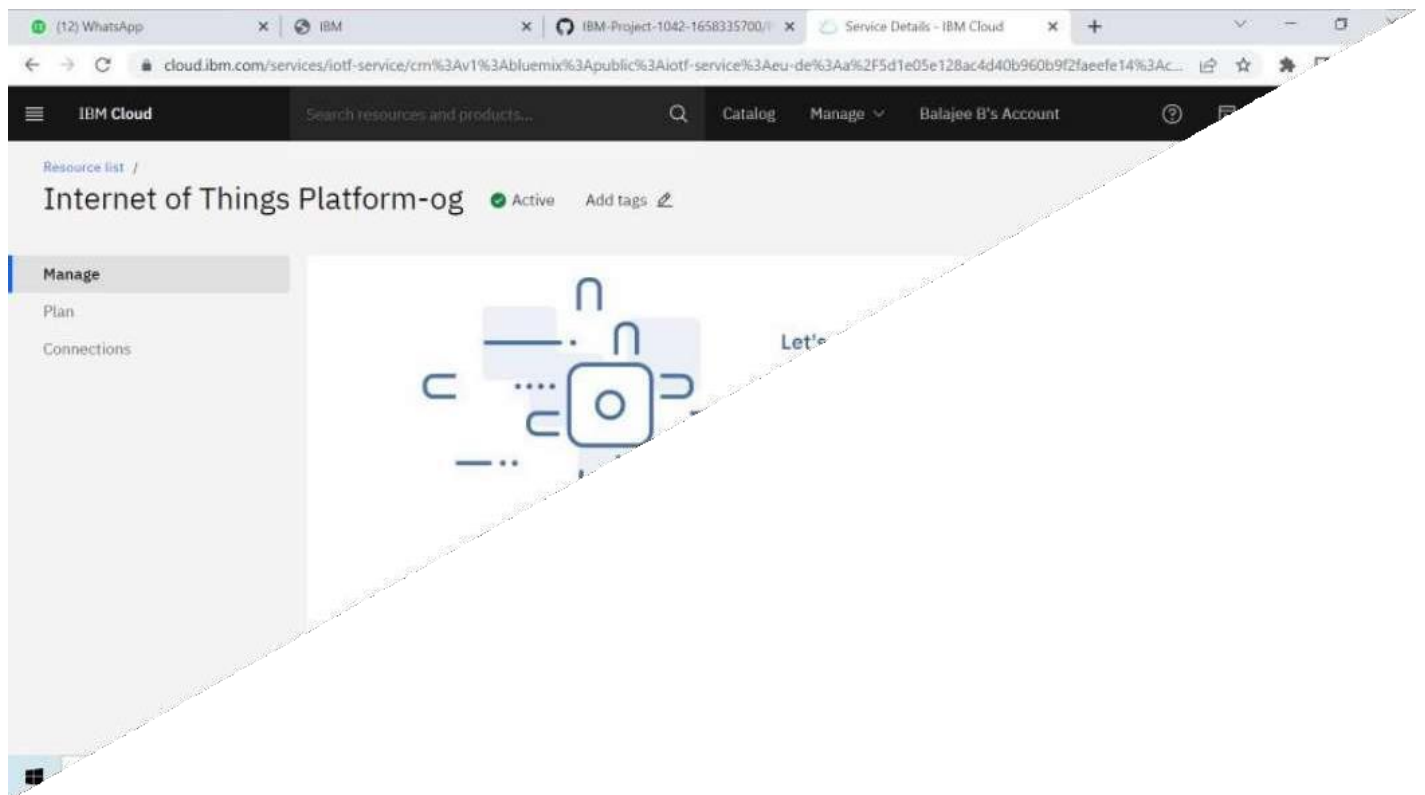 (12) WhatsApp IBM IBM-Project-1042-1658335700/ Service Details - IBM Cloud
cloud.ibm.com/services/iotf-service/crn%3Av1%3Abluemix%3Apublic%3Aiotf-service%3Aeu-de%3Aa%2F5d1e05e128ac4d40b960b9f2faeefe14%3Ac...
IBM Cloud Search resources and products... Catalog Manage Balajee B's Account
Resource list /
Internet of Things Platform-og Active Add tags
Manage
Plan
Connections
Let's